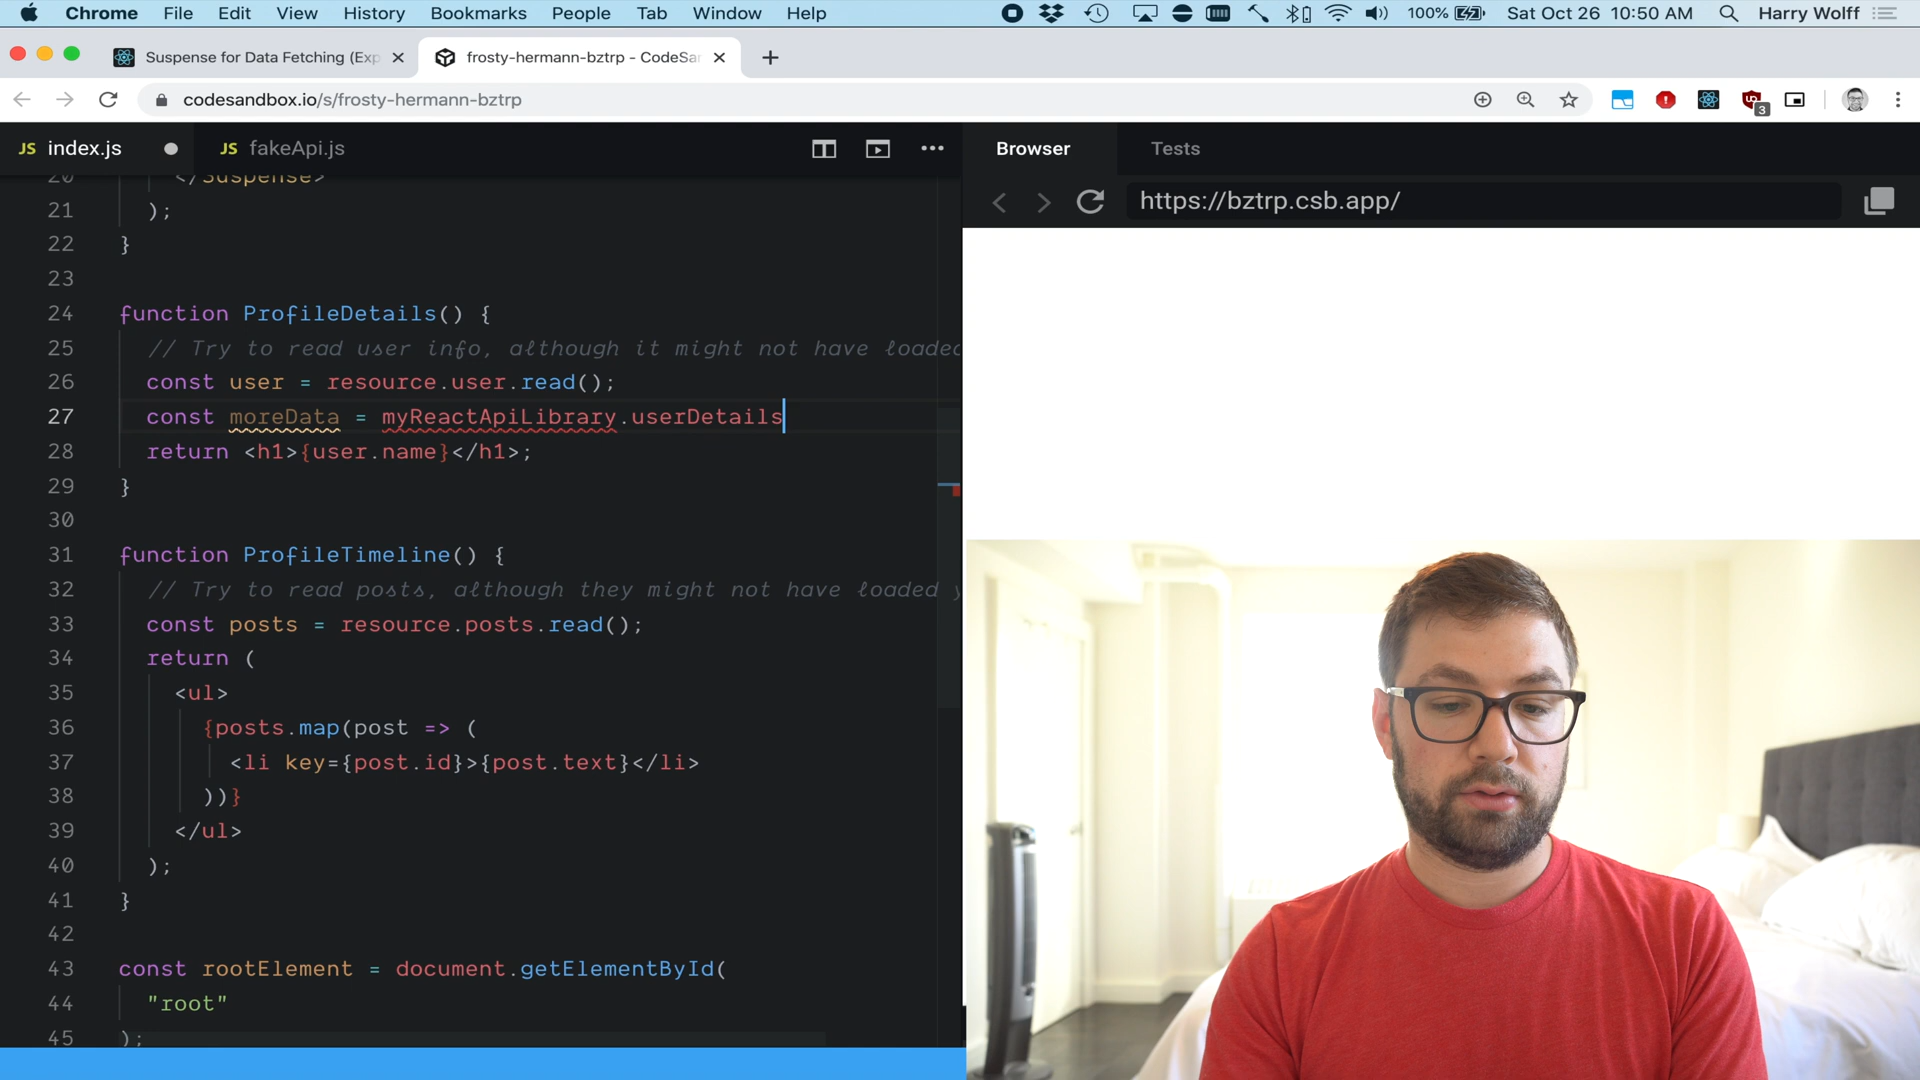 Chrome File Edit View History Bookmarks People Tab Window Help 100% Sat Oct 26 10:50 AM Harry Wolff
Suspense for Data Fetching (Exp
frosty-hermann-bztrp - CodeSan
codesandbox.io/s/frosty-hermann-bztrp
3
JS index.js
JS fakeApi.js
Browser
Tests
https://bztrp.csb.app/
20 </Suspense>
21 );
22 }
23
24 function ProfileDetails() {
25 // Try to read user info, although it might not have loaded
26 const user = resource.user.read();
27 const moreData = myReactApiLibrary.userDetails
28 return <h1>{user.name}</h1>;
29 }
30
31 function ProfileTimeline() {
32 // Try to read posts, although they might not have loaded y
33 const posts = resource.posts.read();
34 return (
35 <ul>
36 {posts.map(post => (
37 <li key={post.id}>{post.text}</li>
38 ))}
39 </ul>
40 );
41 }
42
43 const rootElement = document.getElementById(
44 "root"
45 );